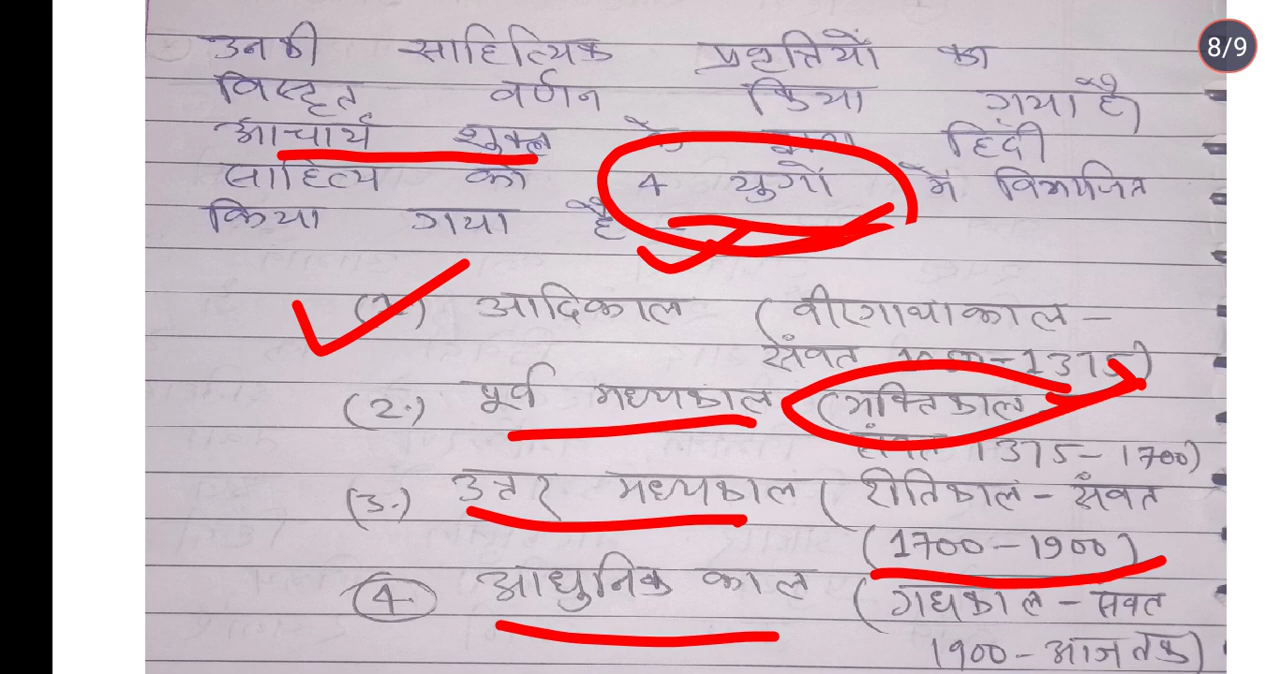 8/9
उनकी साहित्यिक प्रवृत्तियों का
विस्तृत वर्णन किया गया है।
आचार्य शुक्ल के द्वारा हिंदी
साहित्य को 4 युगों में विभाजित
किया गया है -
(1.) आदिकाल (वीरगाथाकाल -
संवत 1050-1375)
(2.) पूर्व मध्यकाल (भक्तिकाल
संवत 1375-1700)
(3.) उत्तर मध्यकाल (रीतिकाल - संवत
(1700-1900)
(4. आधुनिक काल (गद्यकाल - संवत
1900 - आज तक)